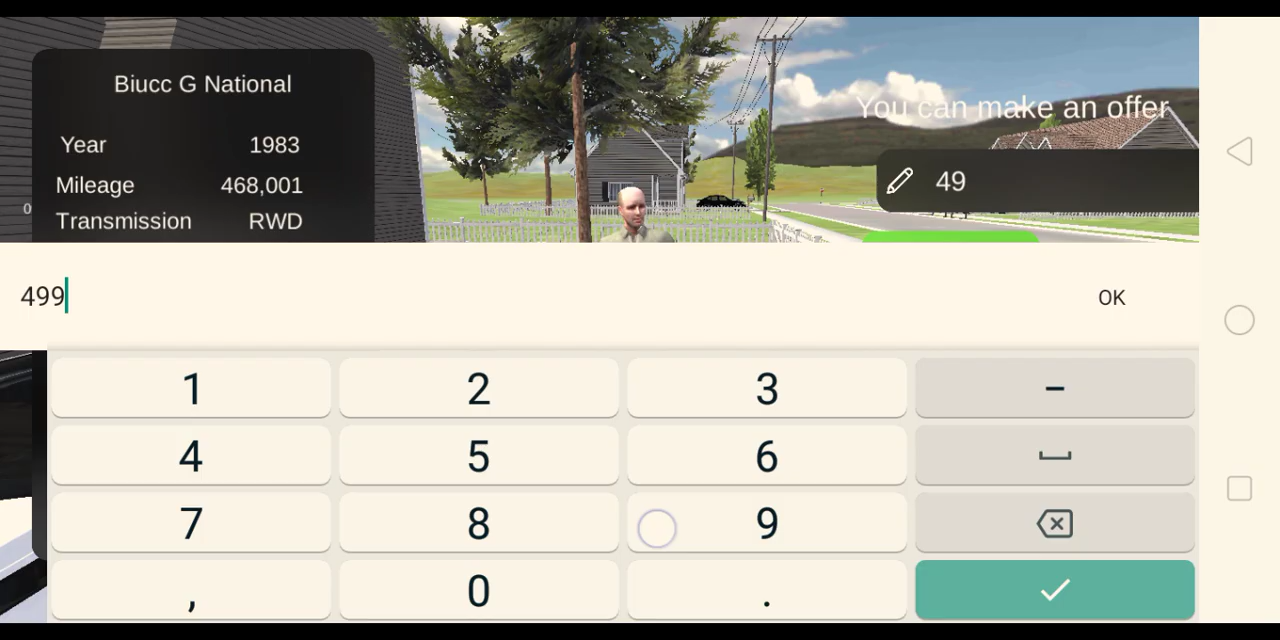 Biucc G National
You can make an offer
Year 1983
Mileage 468,001
Transmission RWD
49
0
499
OK
1 2 3 -
4 5 6
7 8 9
, 0 .